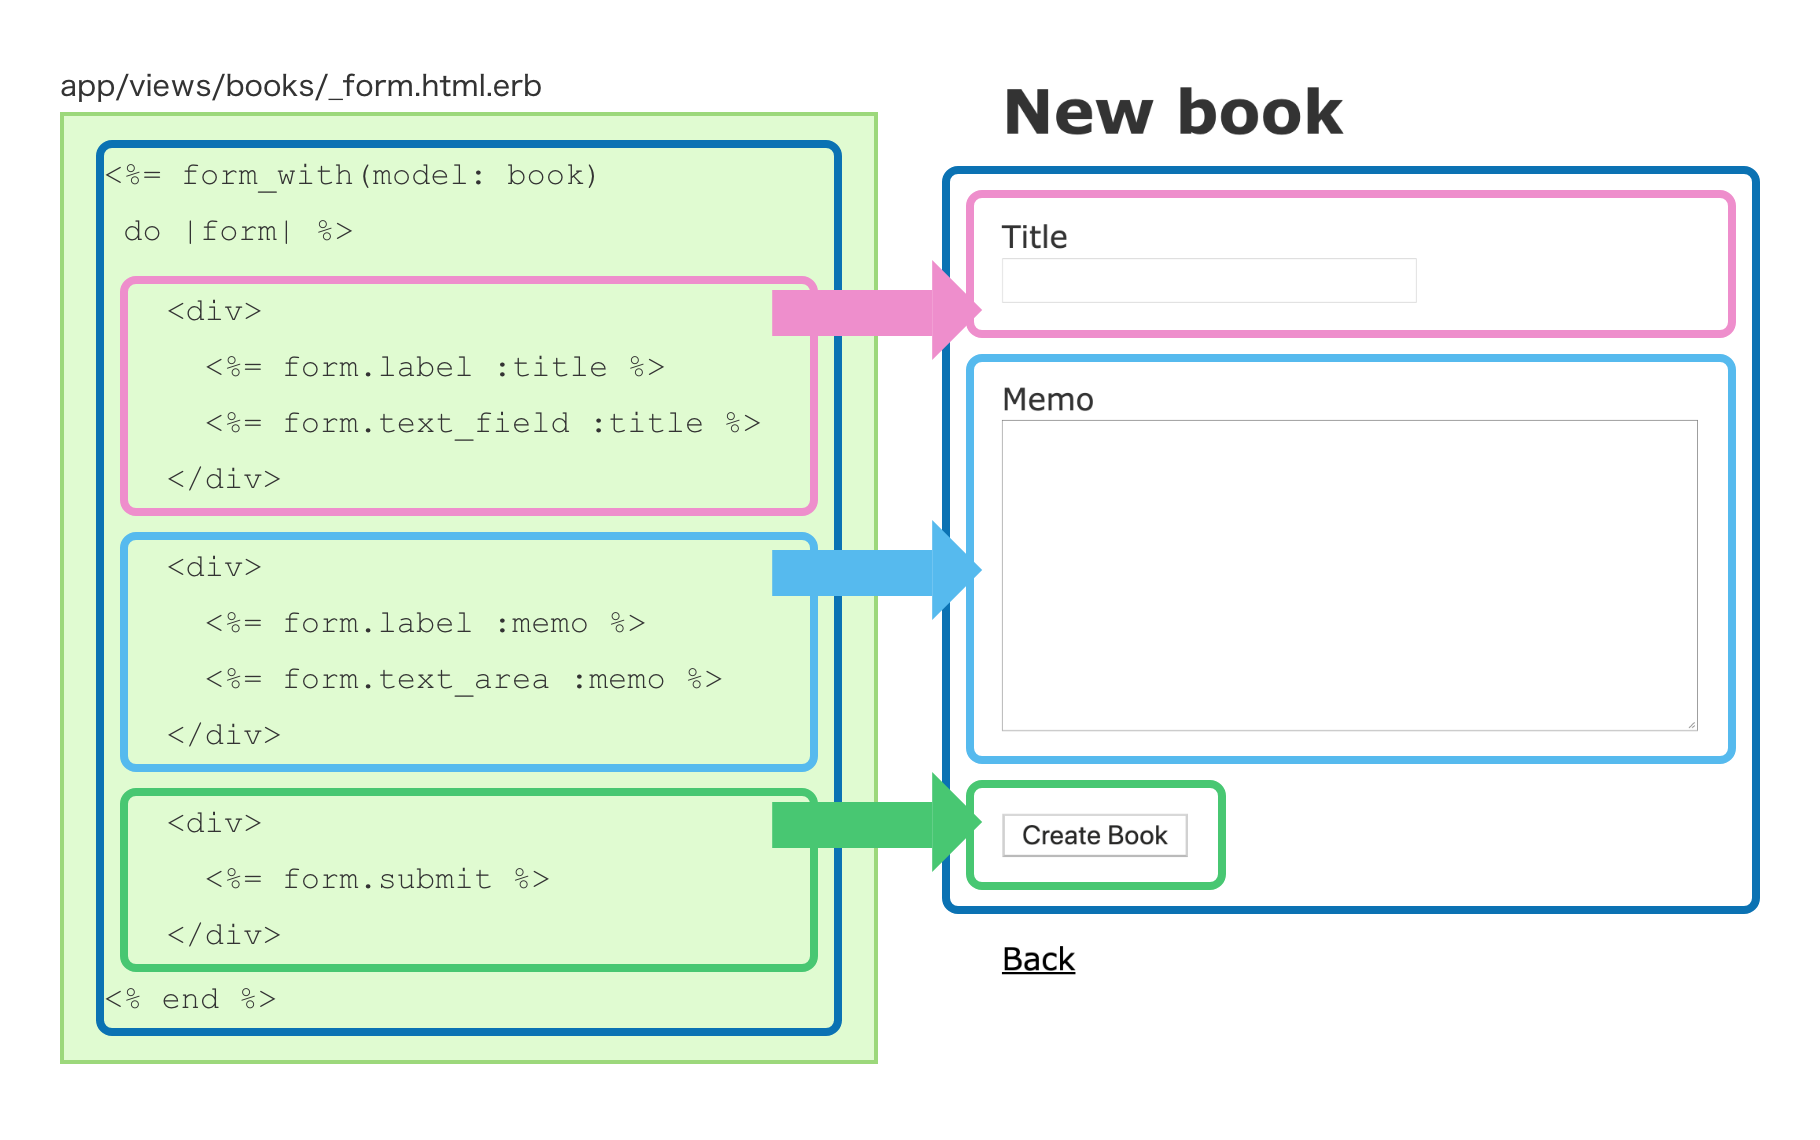 app/views/books/_form.html.erb
<%= form_with(model: book)
do |form| %>
<div>
<%= form.label :title %>
<%= form.text_field :title %>
</div>
<div>
<%= form.label :memo %>
<%= form.text_area :memo %>
</div>
<div>
<%= form.submit %>
</div>
<% end %>
New book
Title
Memo
Create Book
Back